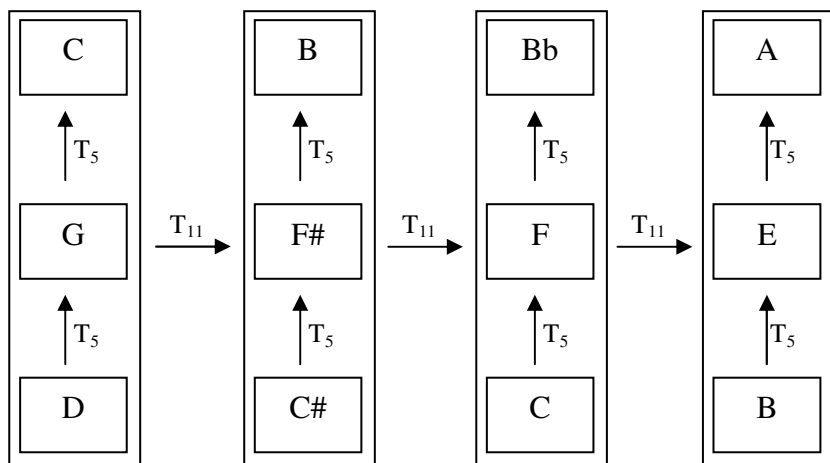 C B Bb A
T₅ T₅ T₅ T₅
G T₁₁ F# T₁₁ F T₁₁ E
T₅ T₅ T₅ T₅
D C# C B